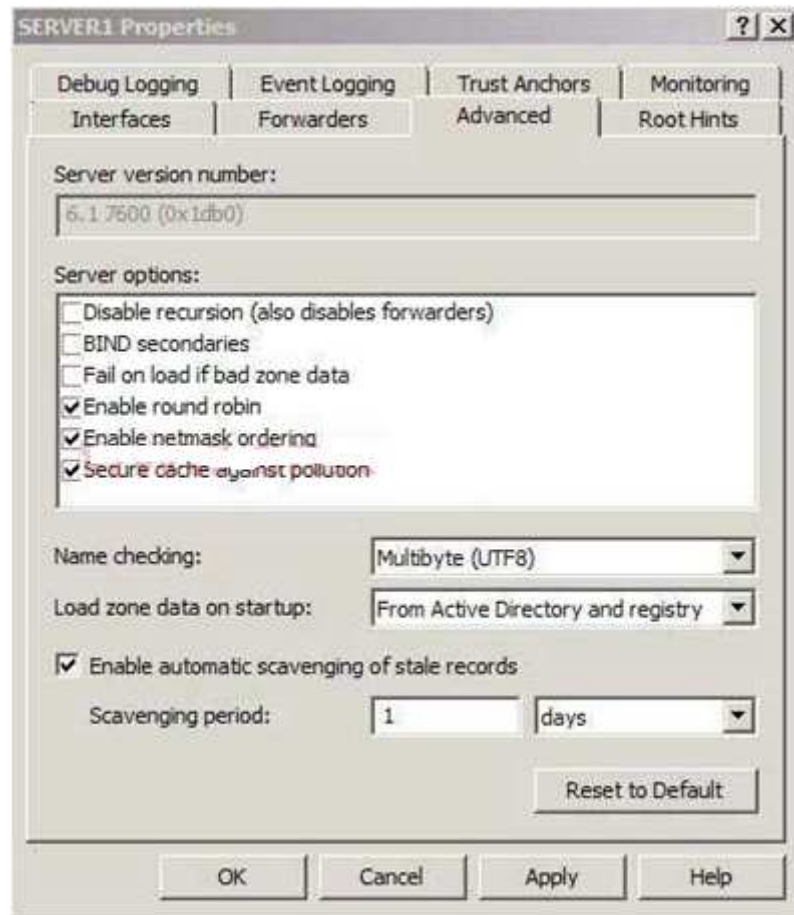 SERVER1 Properties
Debug Logging Event Logging Trust Anchors Monitoring
Interfaces Forwarders Advanced Root Hints
Server version number:
6.1 7600 (0x1db0)
Server options:
Disable recursion (also disables forwarders)
BIND secondaries
Fail on load if bad zone data
Enable round robin
Enable netmask ordering
Secure cache against pollution
Name checking: Multibyte (UTF8)
Load zone data on startup: From Active Directory and registry
Enable automatic scavenging of stale records
Scavenging period: 1 days
Reset to Default
OK Cancel Apply Help